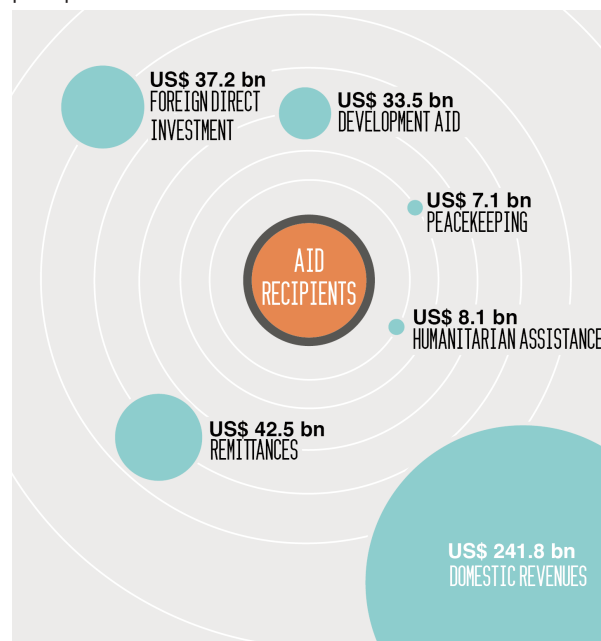 US$ 37.2 bn
FOREIGN DIRECT
INVESTMENT
US$ 33.5 bn
DEVELOPMENT AID
US$ 7.1 bn
PEACEKEEPING
AID
RECIPIENTS
US$ 8.1 bn
HUMANITARIAN ASSISTANCE
US$ 42.5 bn
REMITTANCES
US$ 241.8 bn
DOMESTIC REVENUES